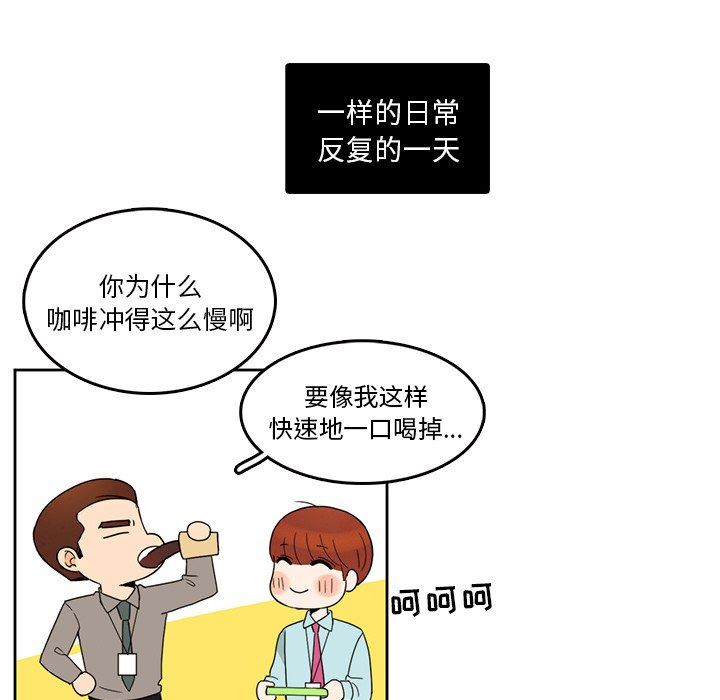 一样的日常
反复的一天
你为什么
咖啡冲得这么慢啊
要像我这样
快速地一口喝掉...
呵呵呵